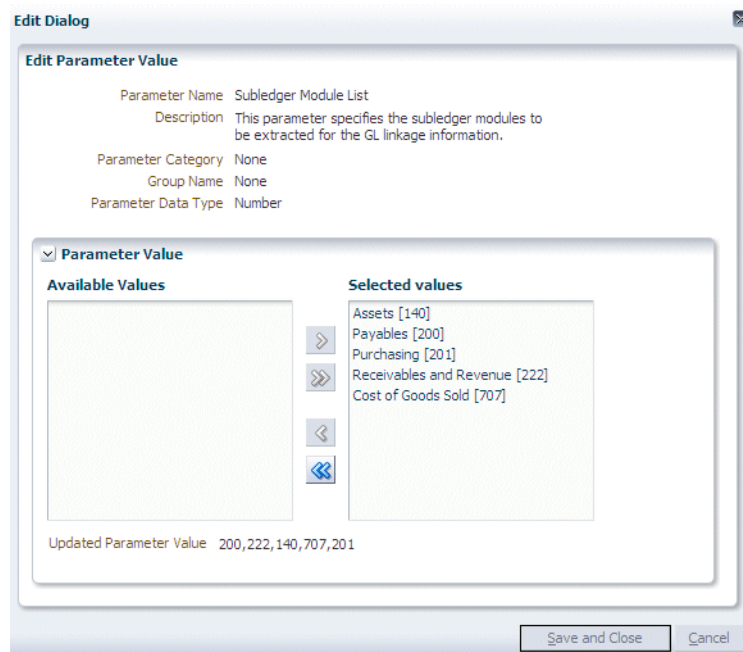 Edit Dialog
Edit Parameter Value
Parameter Name Subledger Module List
Description This parameter specifies the subledger modules to
be extracted for the GL linkage information.
Parameter Category None
Group Name None
Parameter Data Type Number
Parameter Value
Available Values
Selected values
Assets [140]
Payables [200]
Purchasing [201]
Receivables and Revenue [222]
Cost of Goods Sold [707]
Updated Parameter Value 200,222,140,707,201
Save and Close
Cancel